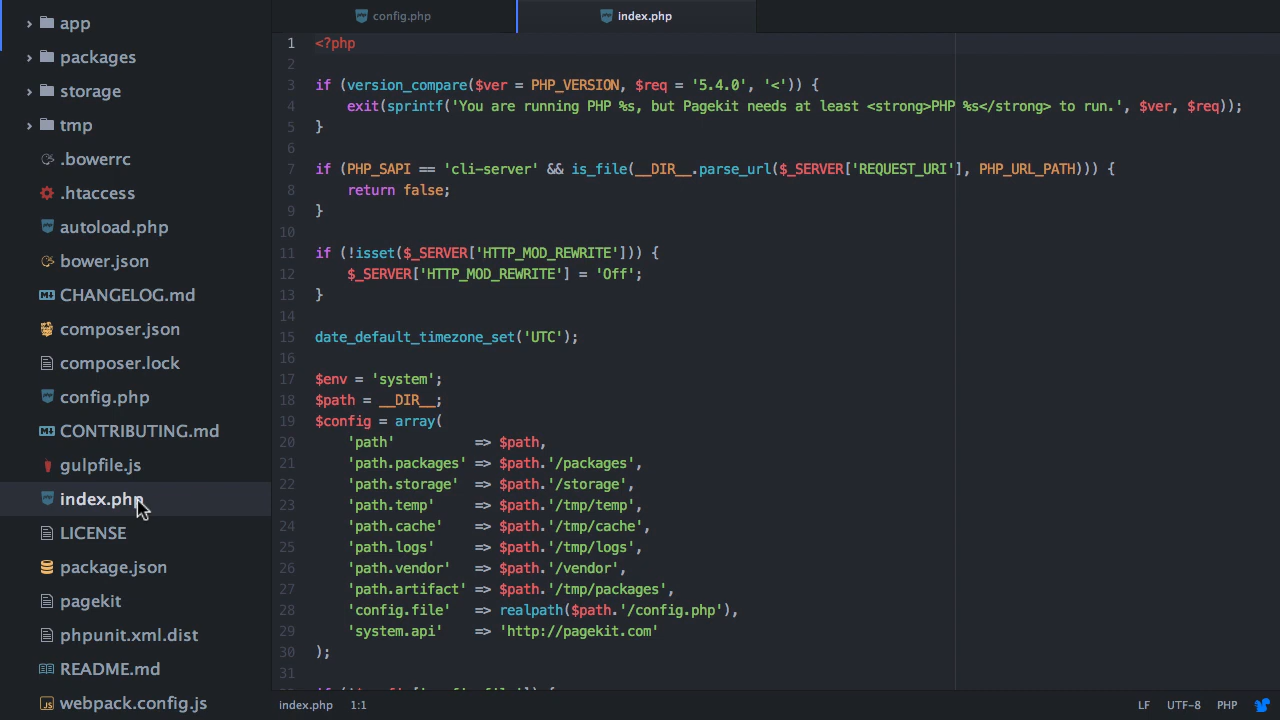 app
packages
storage
tmp
.bowerrc
.htaccess
autoload.php
bower.json
CHANGELOG.md
composer.json
composer.lock
config.php
CONTRIBUTING.md
gulpfile.js
index.php
LICENSE
package.json
pagekit
phpunit.xml.dist
README.md
webpack.config.js
config.php
index.php
1 <?php
2
3 if (version_compare($ver = PHP_VERSION, $req = '5.4.0', '<')) {
4     exit(sprintf('You are running PHP %s, but Pagekit needs at least <strong>PHP %s</strong> to run.', $ver, $req));
5 }
6
7 if (PHP_SAPI == 'cli-server' && is_file(__DIR__.parse_url($_SERVER['REQUEST_URI'], PHP_URL_PATH))) {
8     return false;
9 }
10
11 if (!isset($_SERVER['HTTP_MOD_REWRITE'])) {
12     $_SERVER['HTTP_MOD_REWRITE'] = 'Off';
13 }
14
15 date_default_timezone_set('UTC');
16
17 $env = 'system';
18 $path = __DIR__;
19 $config = array(
20     'path'          => $path,
21     'path.packages' => $path.'/packages',
22     'path.storage'  => $path.'/storage',
23     'path.temp'     => $path.'/tmp/temp',
24     'path.cache'    => $path.'/tmp/cache',
25     'path.logs'     => $path.'/tmp/logs',
26     'path.vendor'   => $path.'/vendor',
27     'path.artifact' => $path.'/tmp/packages',
28     'config.file'   => realpath($path.'/config.php'),
29     'system.api'    => 'http://pagekit.com'
30 );
31
index.php 1:1
LF UTF-8 PHP